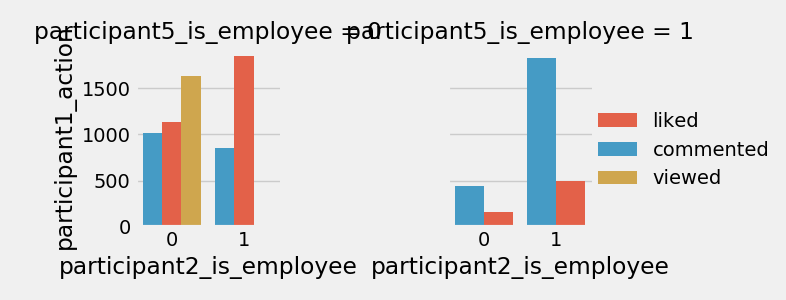 participant5_is_employee = 0
participant5_is_employee = 1
participant1_action
1500
1000
500
0
0
1
0
1
participant2_is_employee
participant2_is_employee
liked
commented
viewed